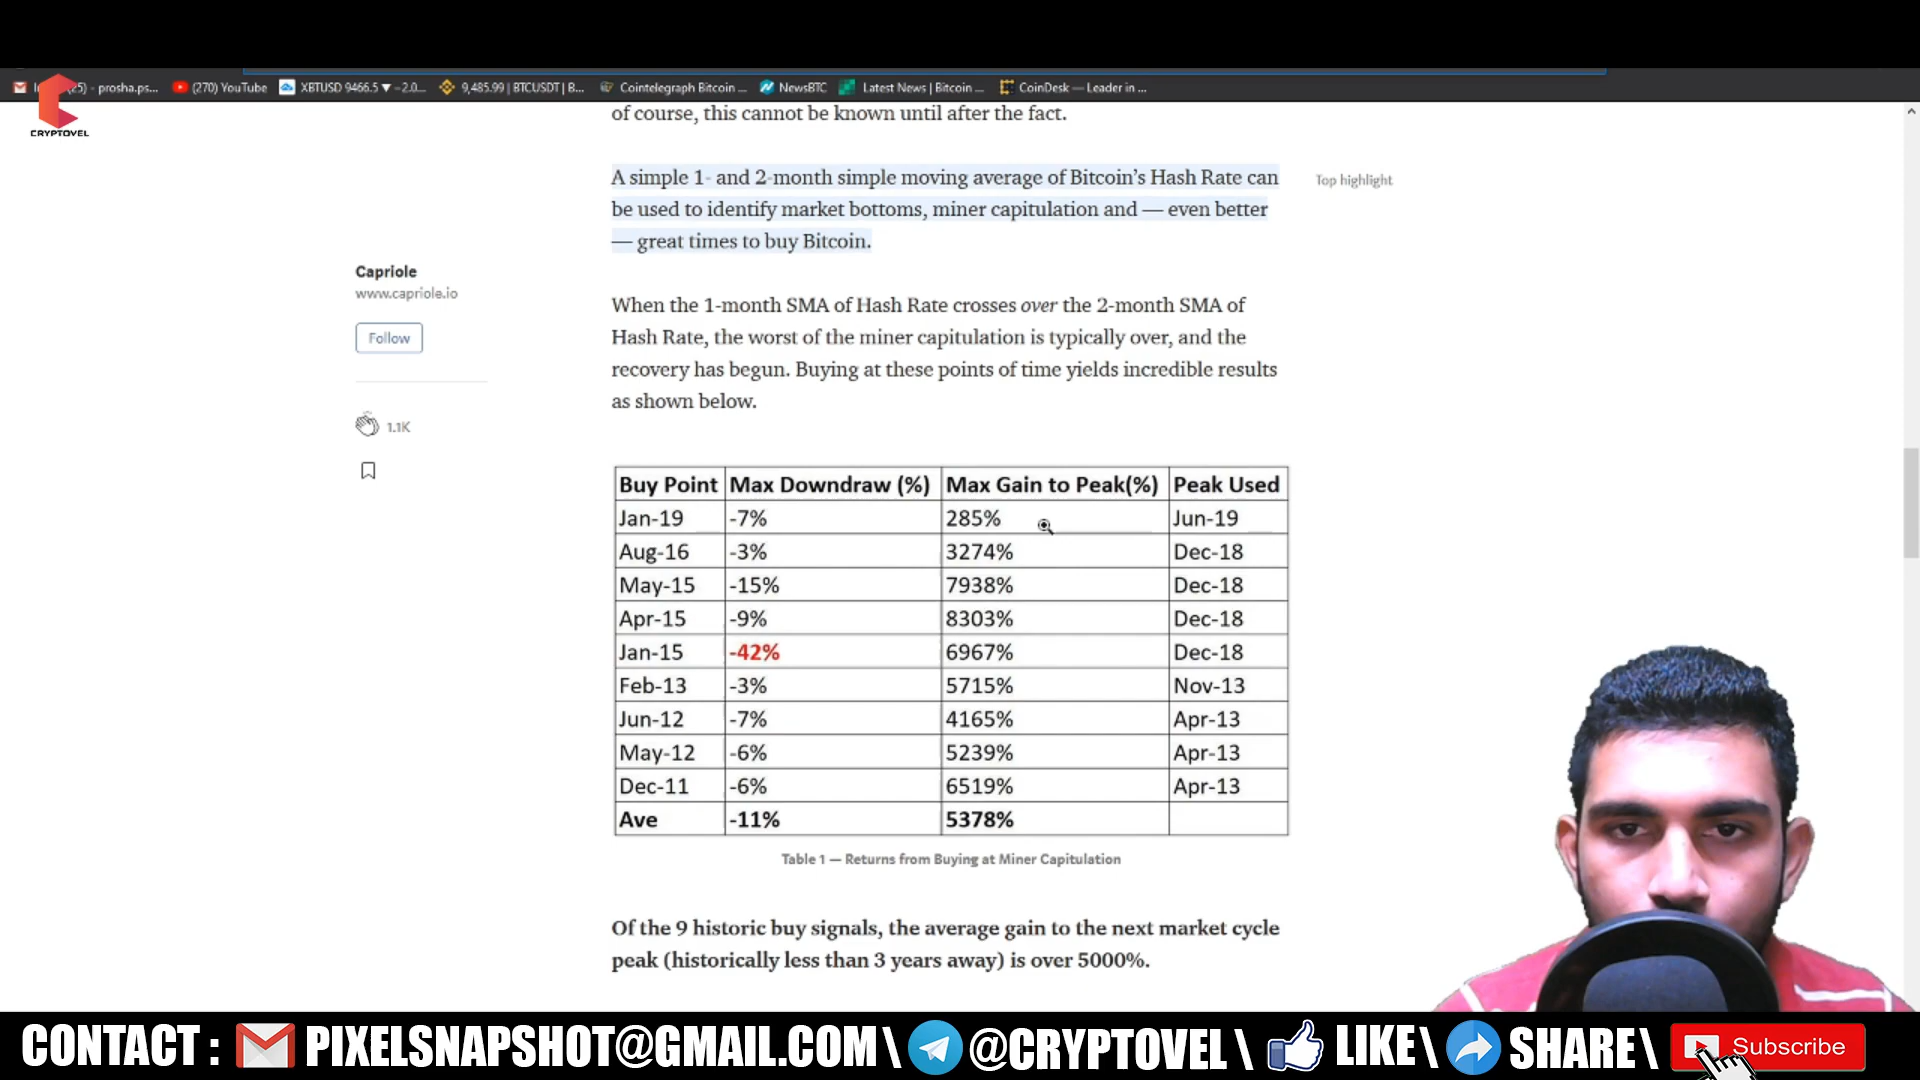 (25) - prosha.ps... (270) YouTube XBTUSD 9466.5 ▼ −2.0... 9,485.99 | BTCUSDT | B... Cointelegraph Bitcoin ... NewsBTC Latest News | Bitcoin ... CoinDesk — Leader in ...
CRYPTOVEL
of course, this cannot be known until after the fact.
A simple 1- and 2-month simple moving average of Bitcoin's Hash Rate can
be used to identify market bottoms, miner capitulation and — even better
— great times to buy Bitcoin.
Top highlight
Capriole
www.capriole.io
Follow
1.1K
When the 1-month SMA of Hash Rate crosses over the 2-month SMA of
Hash Rate, the worst of the miner capitulation is typically over, and the
recovery has begun. Buying at these points of time yields incredible results
as shown below.
Buy Point Max Downdraw (%) Max Gain to Peak(%) Peak Used
Jan-19 -7% 285% Jun-19
Aug-16 -3% 3274% Dec-18
May-15 -15% 7938% Dec-18
Apr-15 -9% 8303% Dec-18
Jan-15 -42% 6967% Dec-18
Feb-13 -3% 5715% Nov-13
Jun-12 -7% 4165% Apr-13
May-12 -6% 5239% Apr-13
Dec-11 -6% 6519% Apr-13
Ave -11% 5378%
Table 1 — Returns from Buying at Miner Capitulation
Of the 9 historic buy signals, the average gain to the next market cycle
peak (historically less than 3 years away) is over 5000%.
CONTACT : PIXELSNAPSHOT@GMAIL.COM \ @CRYPTOVEL \ LIKE \ SHARE \ Subscribe